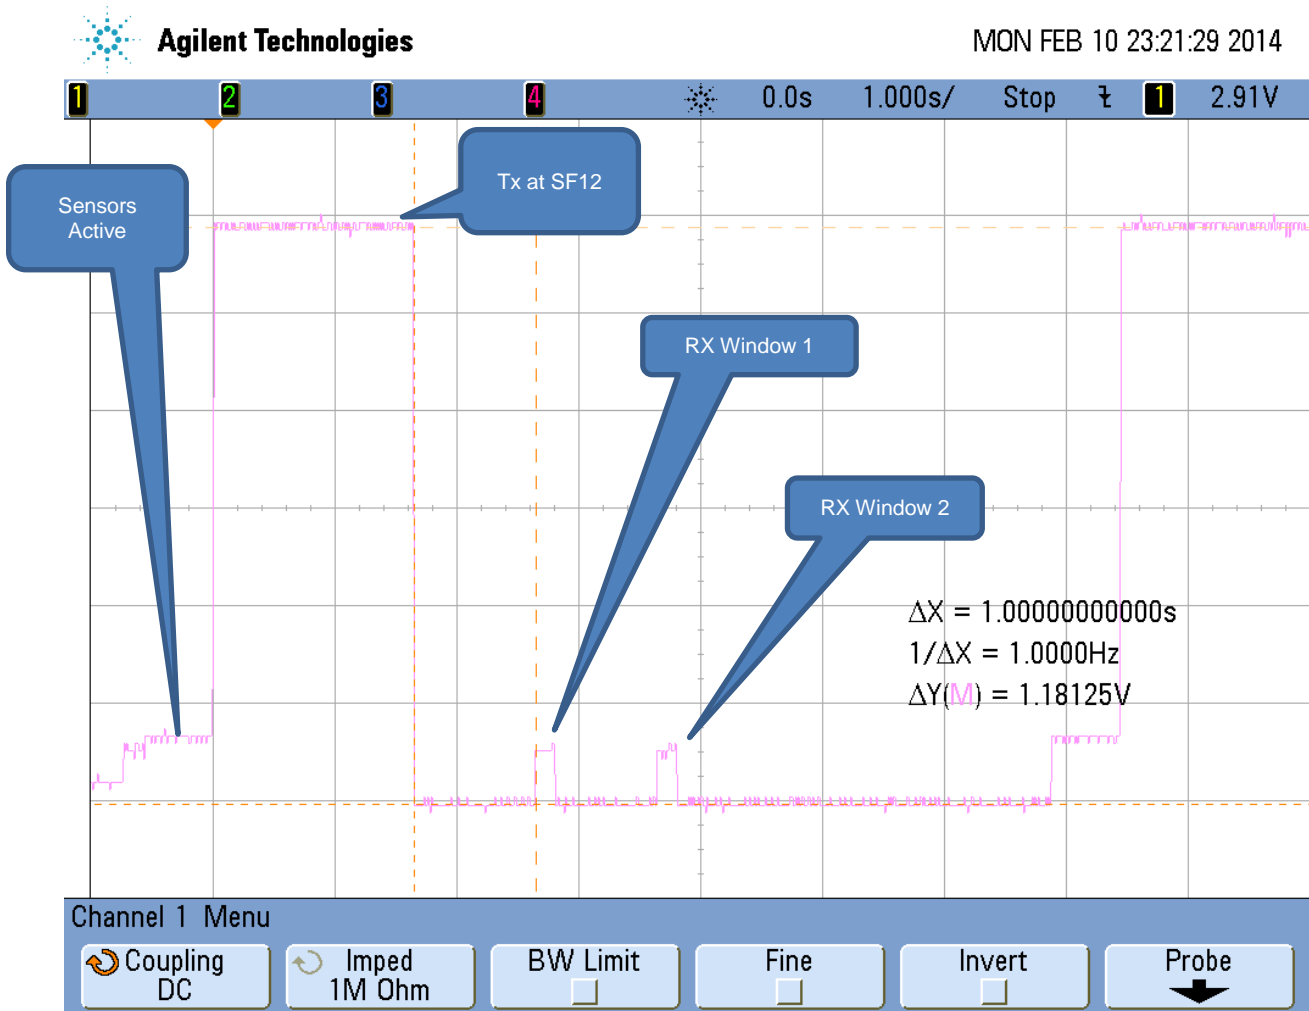 Agilent Technologies
MON FEB 10 23:21:29 2014
1 2 3 4 0.0s 1.000s/ Stop 1 2.91V
Tx at SF12
Sensors
Active
RX Window 1
RX Window 2
ΔX = 1.00000000000s
1/ΔX = 1.0000Hz
ΔY(M) = 1.18125V
Channel 1 Menu
Coupling
DC
Imped
1M Ohm
BW Limit
Fine
Invert
Probe